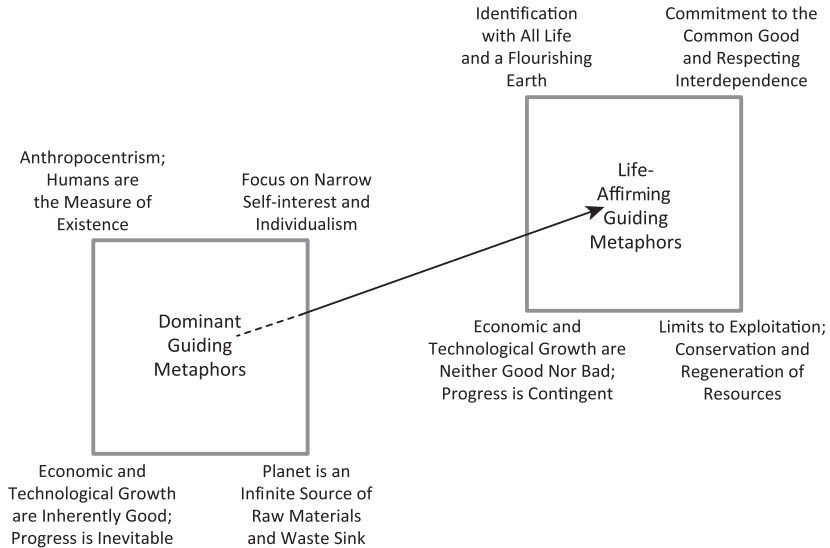 Identification
with All Life
and a Flourishing
Earth
Commitment to the
Common Good
and Respecting
Interdependence
Life-
Affirming
Guiding
Metaphors
Economic and
Technological Growth are
Neither Good Nor Bad;
Progress is Contingent
Limits to Exploitation;
Conservation and
Regeneration of
Resources
Anthropocentrism;
Humans are
the Measure of
Existence
Focus on Narrow
Self-interest and
Individualism
Dominant
Guiding
Metaphors
Economic and
Technological Growth
are Inherently Good;
Progress is Inevitable
Planet is an
Infinite Source of
Raw Materials
and Waste Sink